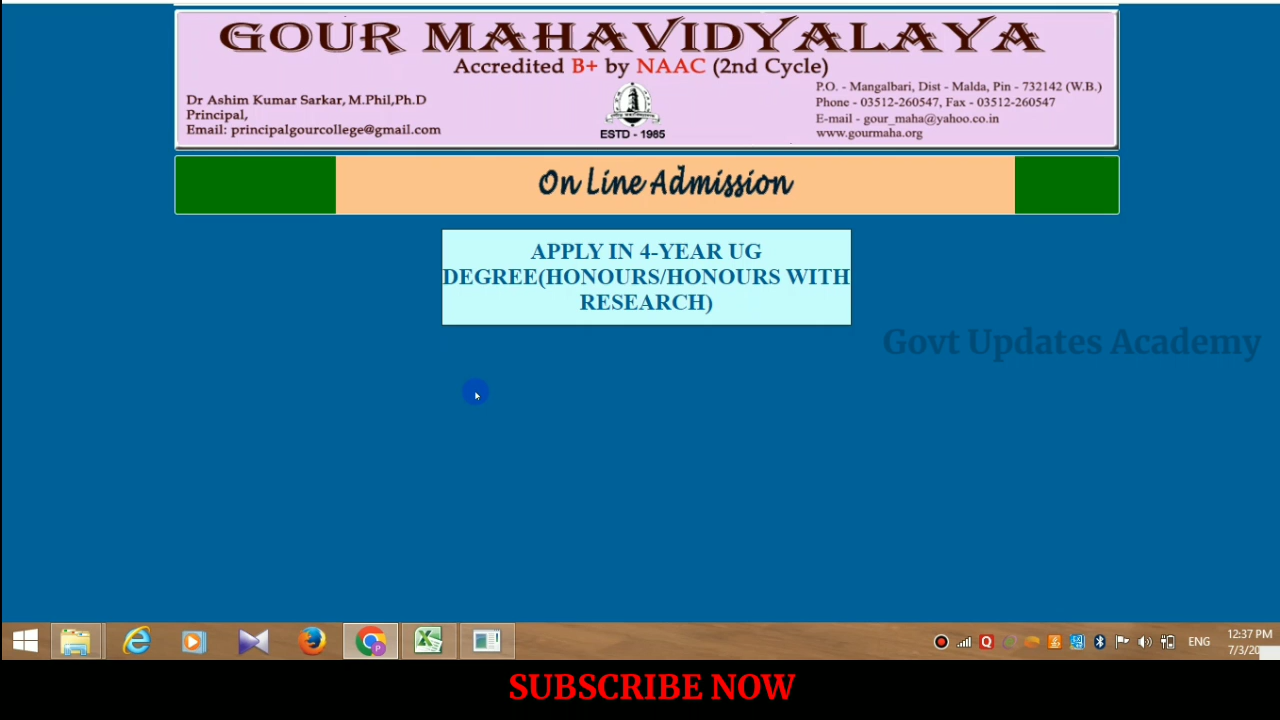 GOUR MAHAVIDYALAYA
Accredited B+ by NAAC (2nd Cycle)
Dr Ashim Kumar Sarkar, M.Phil,Ph.D
Principal,
Email: principalgourcollege@gmail.com
ESTD - 1985
P.O. - Mangalbari, Dist - Malda, Pin - 732142 (W.B.)
Phone - 03512-260547, Fax - 03512-260547
E-mail - gour_maha@yahoo.co.in
www.gourmaha.org
On Line Admission
APPLY IN 4-YEAR UG
DEGREE(HONOURS/HONOURS WITH
RESEARCH)
Govt Updates Academy
ENG
12:37 PM
SUBSCRIBE NOW